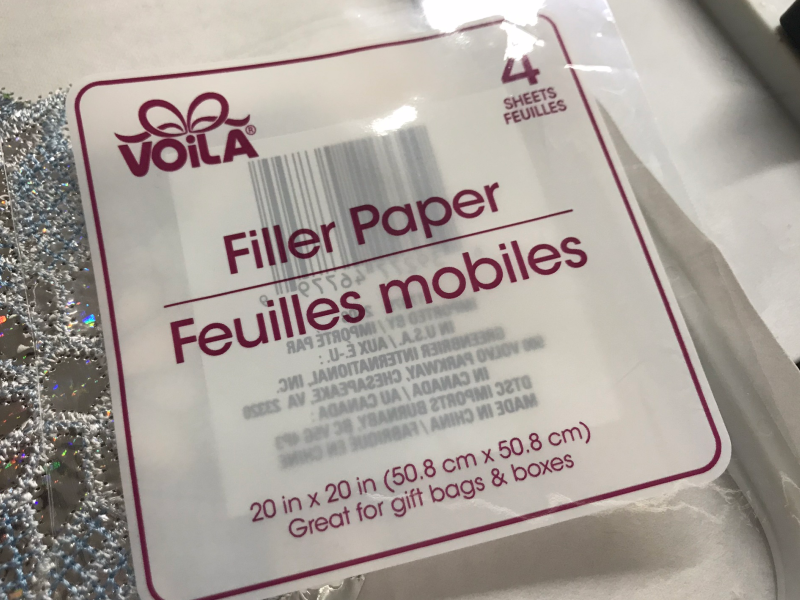 VOiLA®
4
SHEETS
FEUILLES
Filler Paper
Feuilles mobiles
IMPORTED BY / IMPORTÉ PAR
IN U.S.A. / AUX É.-U. :
GREENBRIER INTERNATIONAL, INC.
500 VOLVO PARKWAY, CHESAPEAKE, VA 23320
IN CANADA / AU CANADA :
DTSC IMPORTS BURNABY, BC V5G 4P3
MADE IN CHINA / FABRIQUÉ EN CHINE
20 in x 20 in (50.8 cm x 50.8 cm)
Great for gift bags & boxes